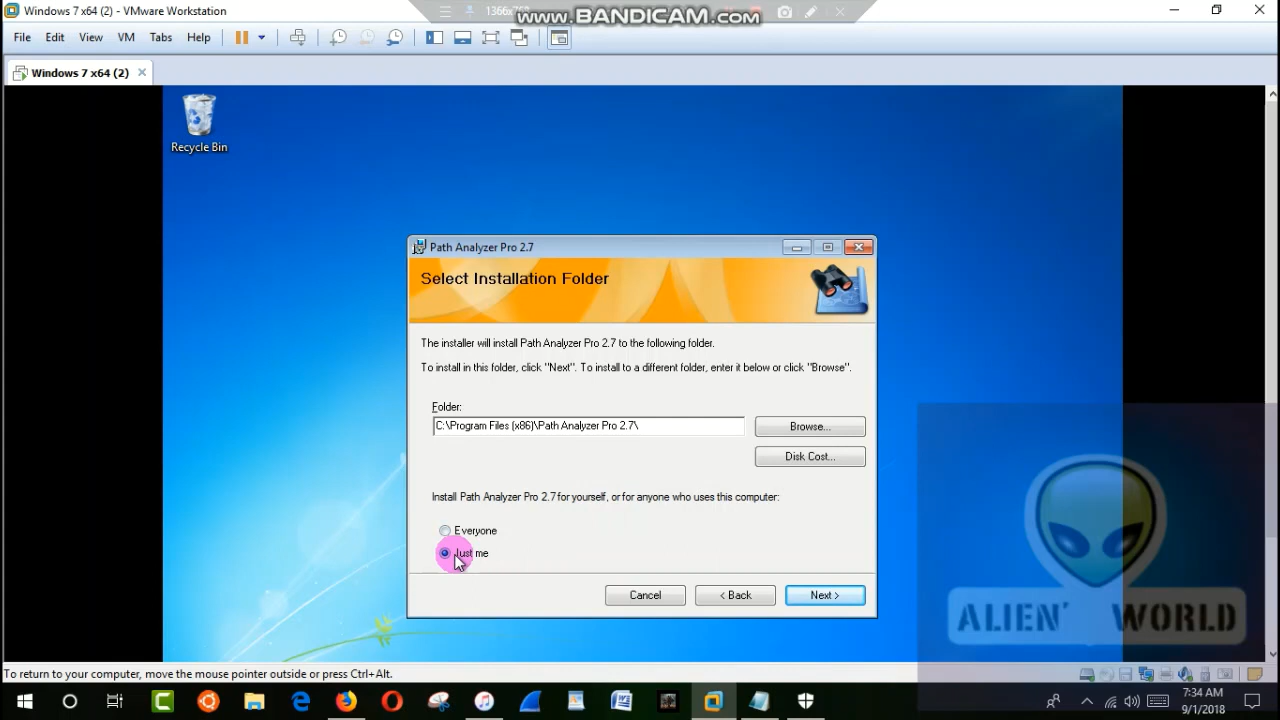 Windows 7 x64 (2) - VMware Workstation
1366x768
www.BANDICAM.com
File Edit View VM Tabs Help
Windows 7 x64 (2)
Recycle Bin
Path Analyzer Pro 2.7
Select Installation Folder
The installer will install Path Analyzer Pro 2.7 to the following folder.
To install in this folder, click "Next". To install to a different folder, enter it below or click "Browse".
Folder:
C:\Program Files (x86)\Path Analyzer Pro 2.7\
Browse...
Disk Cost...
Install Path Analyzer Pro 2.7 for yourself, or for anyone who uses this computer:
Everyone
Just me
Cancel < Back Next >
ALIEN' WORLD
To return to your computer, move the mouse pointer outside or press Ctrl+Alt.
7:34 AM
9/1/2018